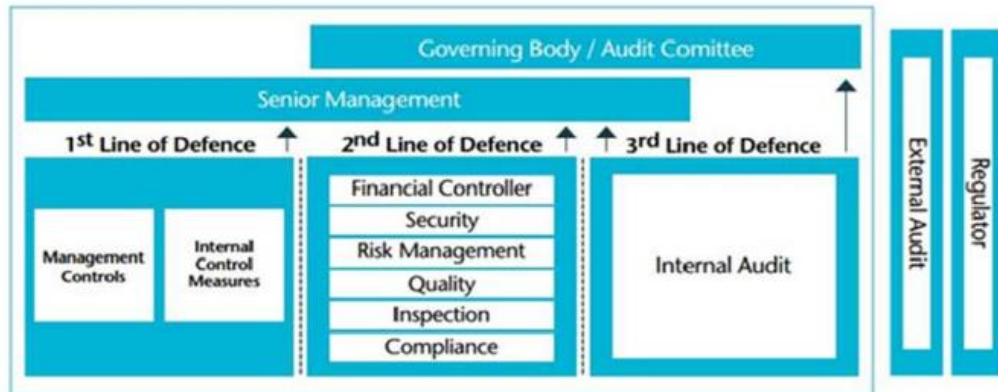 Governing Body / Audit Comittee
Senior Management
1st Line of Defence
2nd Line of Defence
3rd Line of Defence
Management
Controls
Internal
Control
Measures
Financial Controller
Security
Risk Management
Quality
Inspection
Compliance
Internal Audit
External Audit
Regulator